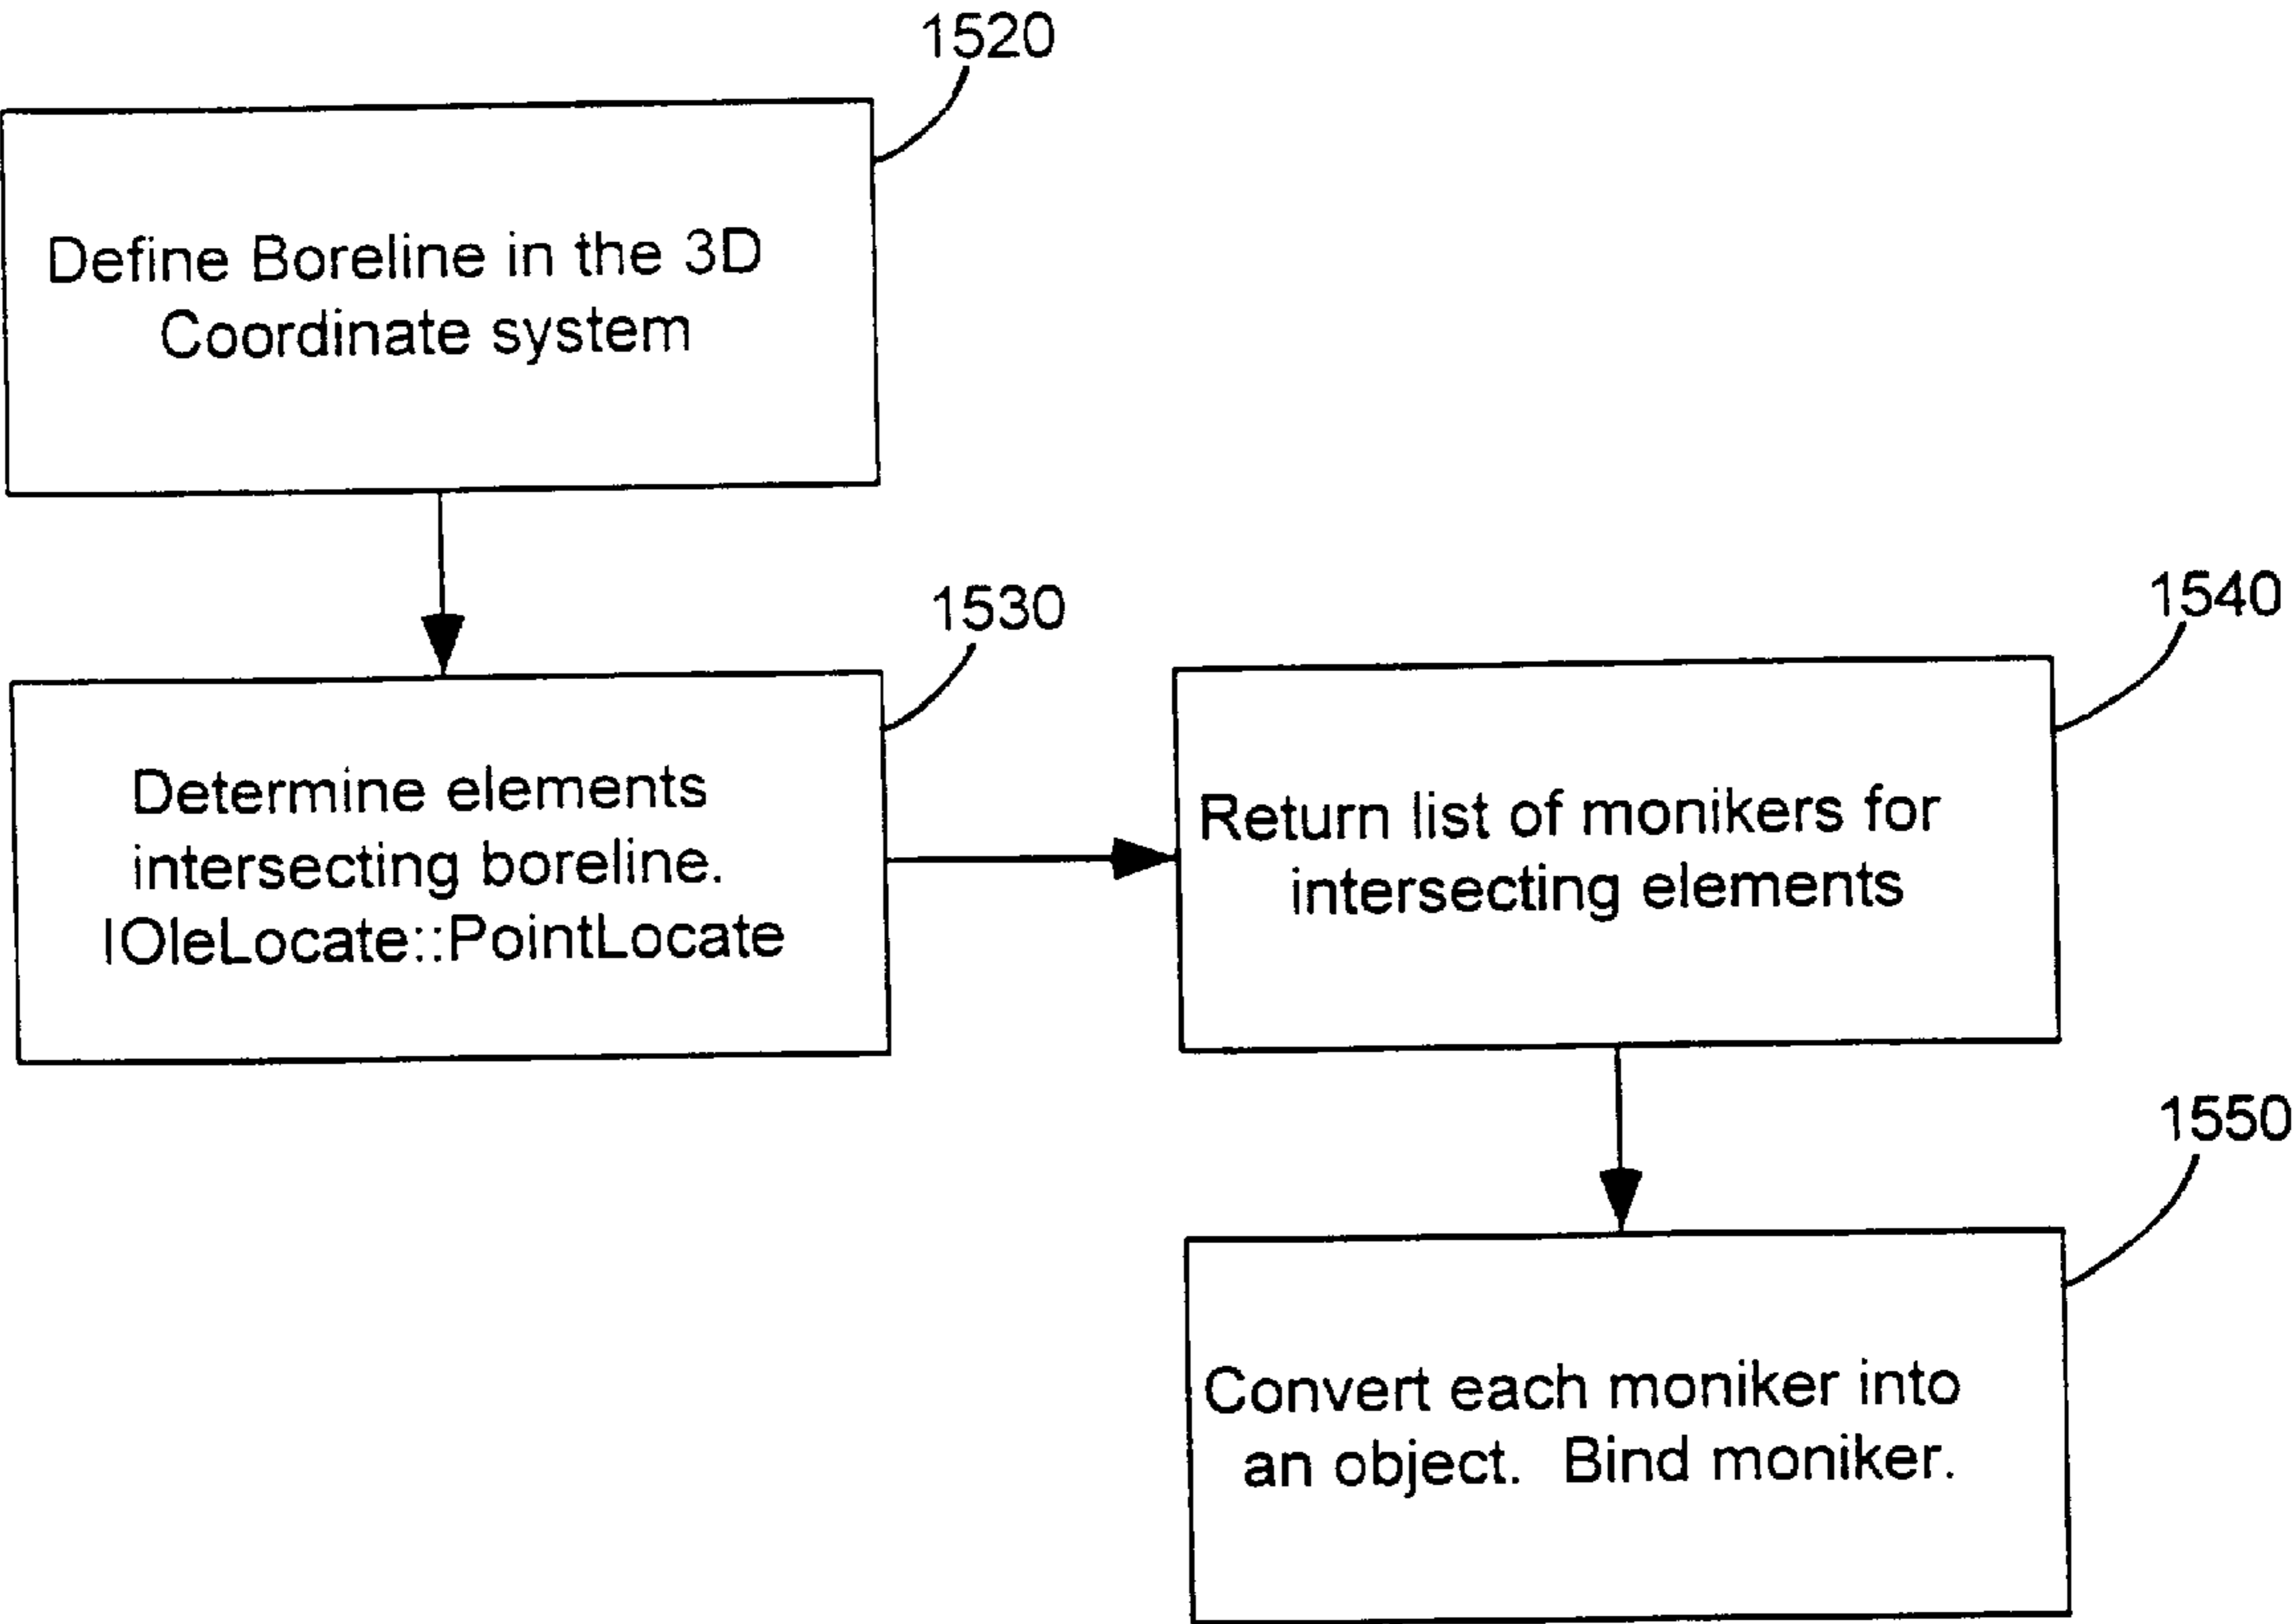 1520
Define Boreline in the 3D
Coordinate system
1530
Determine elements
intersecting boreline.
IOleLocate::PointLocate
1540
Return list of monikers for
intersecting elements
1550
Convert each moniker into
an object. Bind moniker.